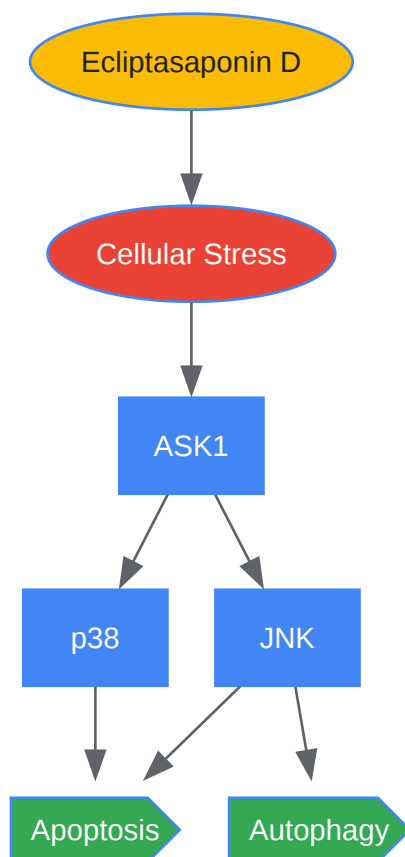 Ecliptasaponin D
Cellular Stress
ASK1
p38
JNK
Apoptosis
Autophagy